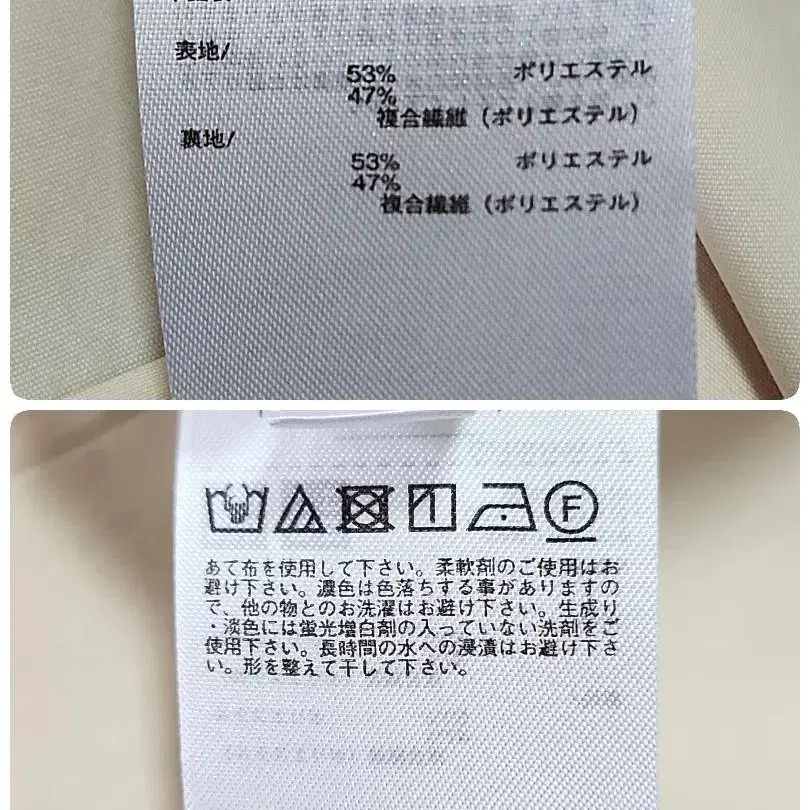 表地/
53% ポリエステル
47%
複合繊維（ポリエステル）
裏地/
53% ポリエステル
47%
複合繊維（ポリエステル）
F
あて布を使用して下さい。柔軟剤のご使用はお
避け下さい。濃色は色落ちする事がありますの
で、他の物とのお洗濯はお避け下さい。生成り
・淡色には蛍光増白剤の入っていない洗剤をご
使用下さい。長時間の水への浸漬はお避け下さ
い。形を整えて干して下さい。